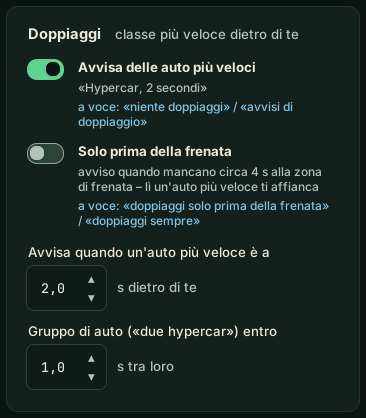 Doppiaggi classe più veloce dietro di te
Avvisa delle auto più veloci
«Hypercar, 2 secondi»
a voce: «niente doppiaggi» / «avvisi di
doppiaggio»
Solo prima della frenata
avviso quando mancano circa 4 s alla zona
di frenata – lì un'auto più veloce ti affianca
a voce: «doppiaggi solo prima della frenata»
/ «doppiaggi sempre»
Avvisa quando un'auto più veloce è a
2,0 s dietro di te
Gruppo di auto («due hypercar») entro
1,0 s tra loro